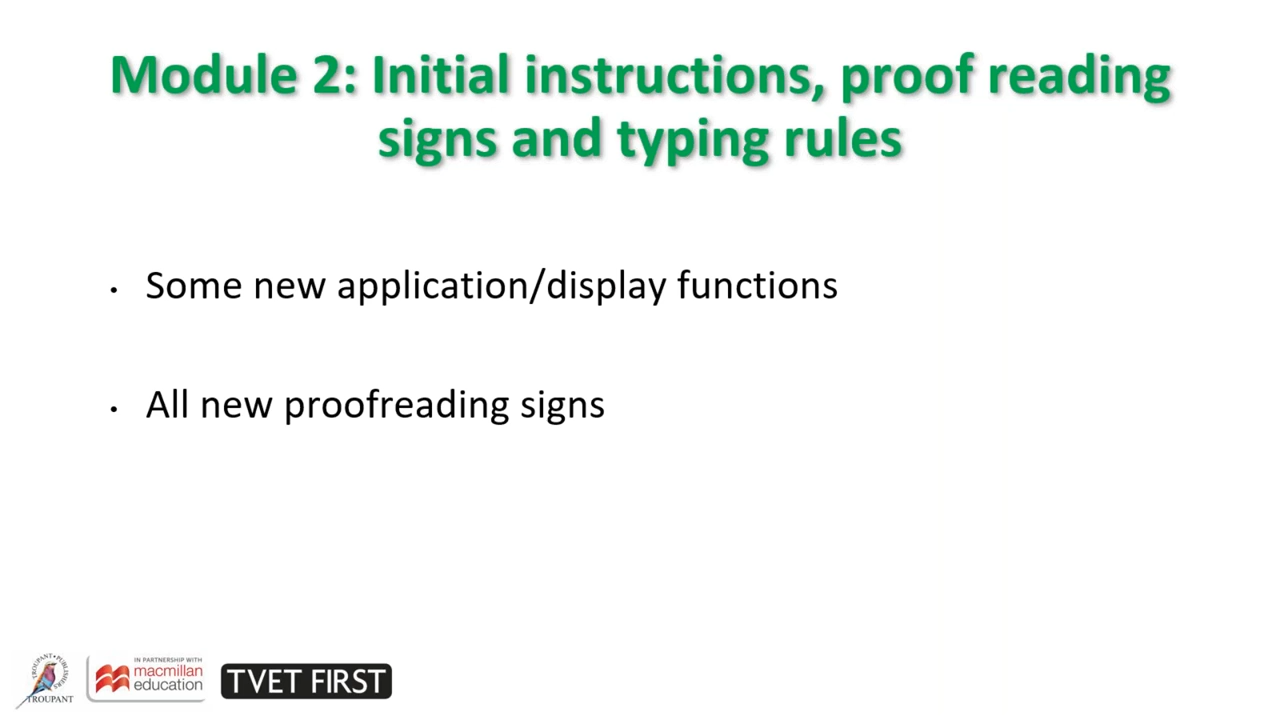 Module 2: Initial instructions, proof reading
signs and typing rules
• Some new application/display functions
• All new proofreading signs
TROUPANT • PUBLISHERS
TROUPANT
IN PARTNERSHIP WITH
macmillan
education
TVET FIRST